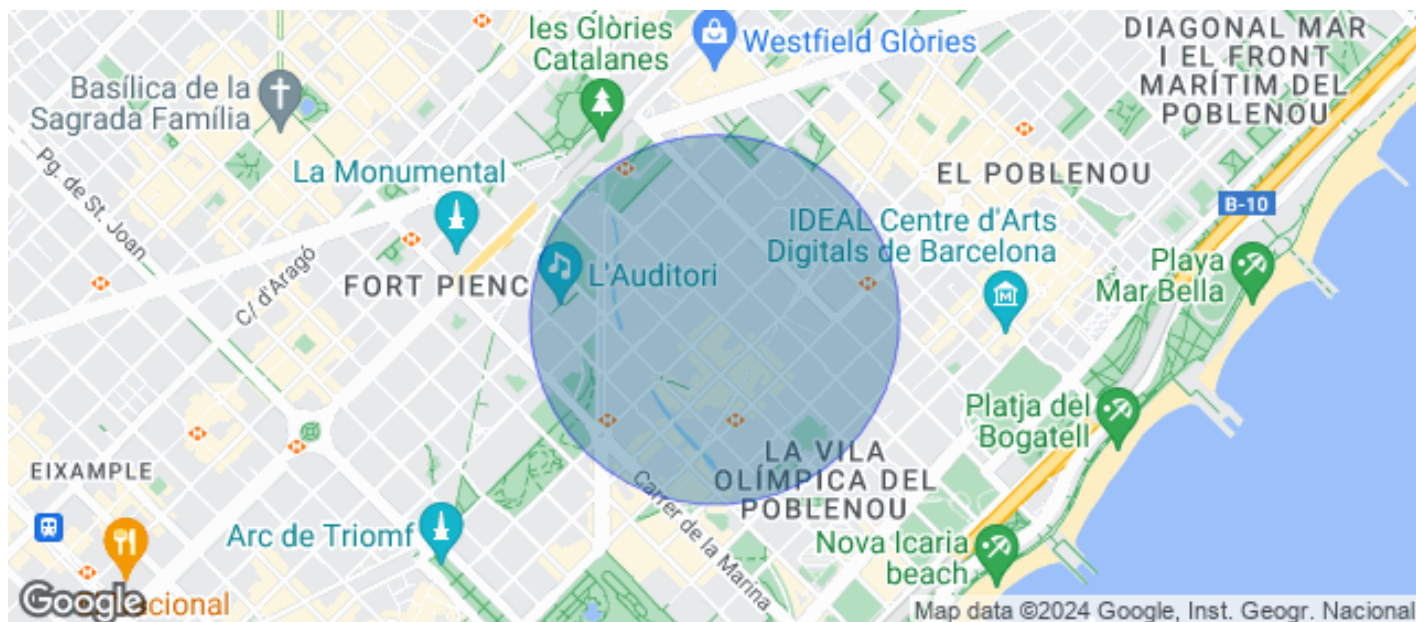 les Glòries
Catalanes
Westfield Glòries
DIAGONAL MAR
I EL FRONT
MARÍTIM DEL
POBLENOU
Basílica de la
Sagrada Família
Pg. de St. Joan
La Monumental
EL POBLENOU
B-10
IDEAL Centre d'Arts
Digitals de Barcelona
C/ d'Aragó
FORT PIENC
L'Auditori
Playa
Mar Bella
Platja del
Bogatell
EIXAMPLE
LA VILA
OLÍMPICA DEL
POBLENOU
Carrer de la Marina
Arc de Triomf
Nova Icaria
beach
Google
acional
Map data ©2024 Google, Inst. Geogr. Nacional